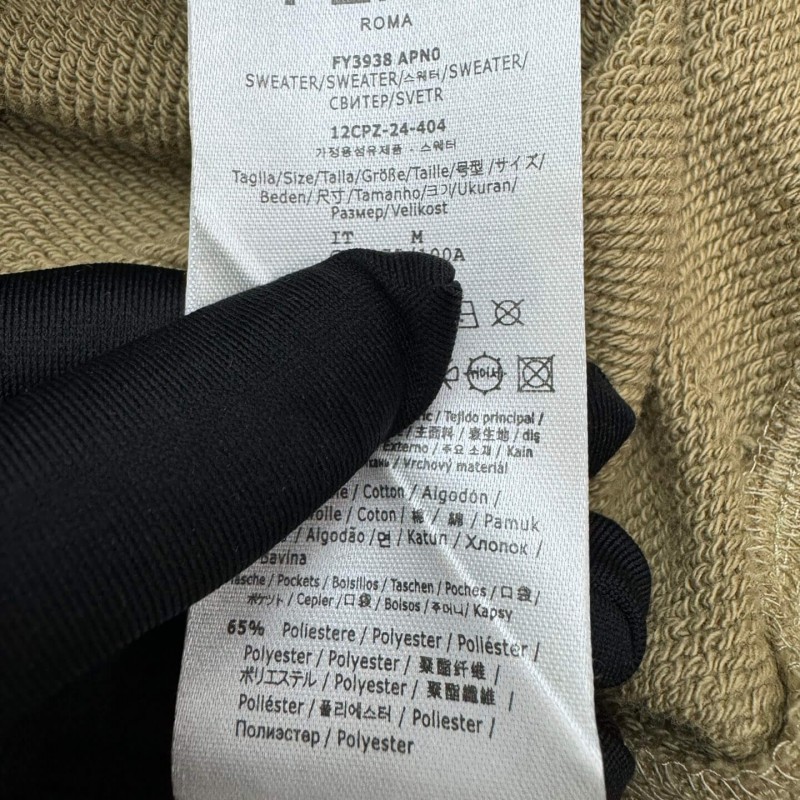 ROMA
FY3938 APN0
SWEATER/SWEATER/스웨터/SWEATER/
СВИТЕР/SVETR
12CPZ-24-404
가정용섬유제품 - 스웨터
Taglia/Size/Talla/Größe/Taille/号型/サイズ/
Beden/尺寸/Tamanho/크기/Ukuran/
Размер/Velikost
IT M
/ Tejido principal /
/ 主面料 / 表生地 / dış
/ 주요 소재 / Kain
/ Vrchový materiál
/ Cotton / Algodón /
/ Coton / 棉 / 綿 / Pamuk
/ Algodão / 면 / Katun / Хлопок /
Bavlna
/ Pockets / Bolsillos / Taschen / Poches / 口袋 /
ポケット / Cepler / 口袋 / Bolsos / 주머니 / Kapsy
65% Poliestere / Polyester / Poliéster /
Polyester / Polyester / 聚酯纤维 /
ポリエステル / Polyester / 聚酯纖維 /
Poliéster / 폴리에스터 / Poliester /
Полиэстер / Polyester